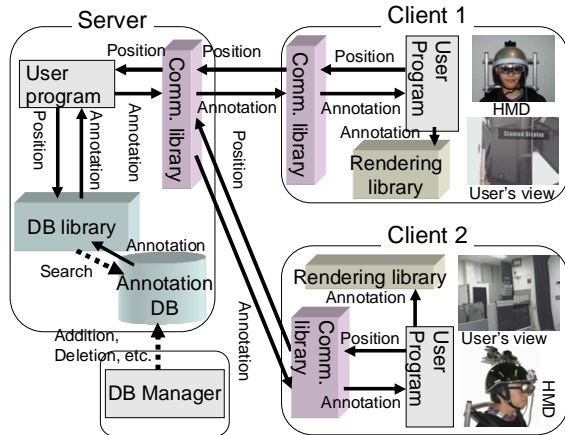 Server
Client 1
Position
Position
Position
User
program
Comm. library
Comm. library
User
Program
HMD
Annotation
Annotation
Annotation
Annotation
Position
Annotation
Rendering
library
User's view
Position
DB library
Annotation
Search
Annotation
DB
Annotation
Addition,
Deletion, etc.
DB Manager
Client 2
Rendering library
Annotation
Comm.
library
Position
Annotation
User
Program
User's view
HMD